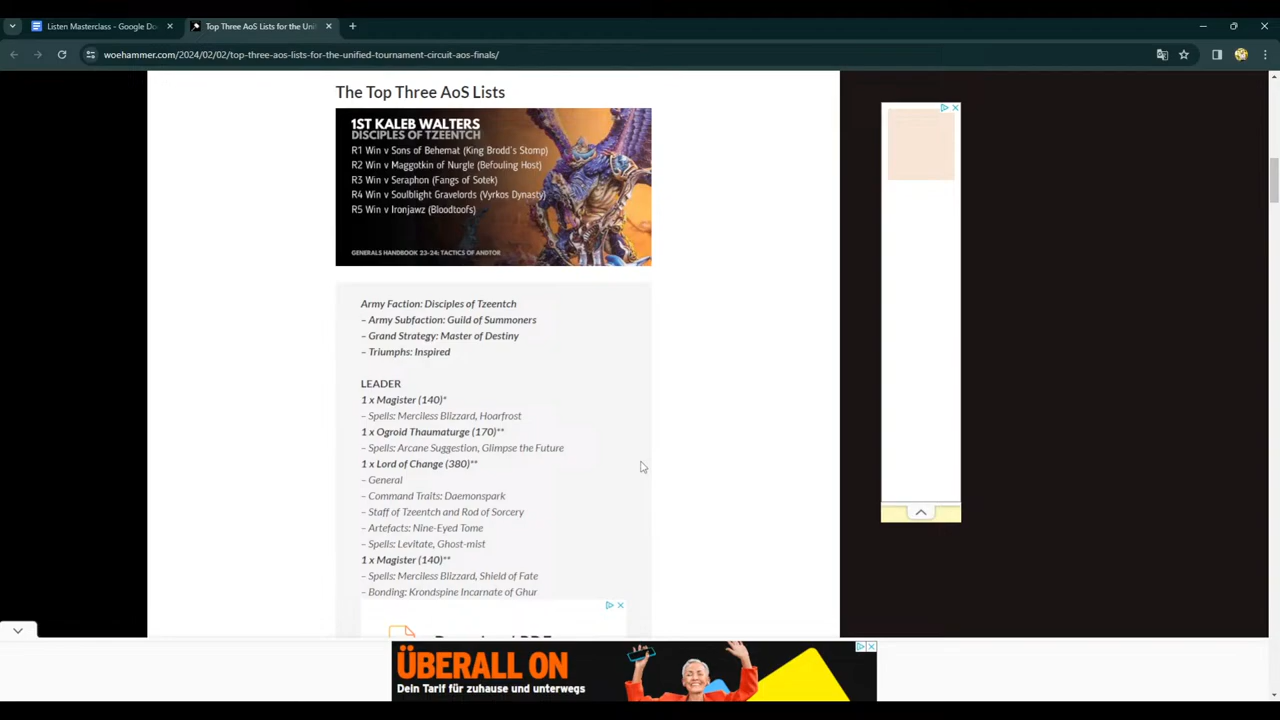 Listen Masterclass - Google Do
Top Three AoS Lists for the Uni
woehammer.com/2024/02/02/top-three-aos-lists-for-the-unified-tournament-circuit-aos-finals/
The Top Three AoS Lists
1ST KALEB WALTERS
DISCIPLES OF TZEENTCH
R1 Win v Sons of Behemat (King Brodd's Stomp)
R2 Win v Maggotkin of Nurgle (Befouling Host)
R3 Win v Seraphon (Fangs of Sotek)
R4 Win v Soulblight Gravelords (Vyrkos Dynasty)
R5 Win v Ironjawz (Bloodtoofs)
GENERALS HANDBOOK 23-24: TACTICS OF ANDTOR
Army Faction: Disciples of Tzeentch
– Army Subfaction: Guild of Summoners
– Grand Strategy: Master of Destiny
– Triumphs: Inspired
LEADER
1 x Magister (140)*
– Spells: Merciless Blizzard, Hoarfrost
1 x Ogroid Thaumaturge (170)**
– Spells: Arcane Suggestion, Glimpse the Future
1 x Lord of Change (380)**
– General
– Command Traits: Daemonspark
– Staff of Tzeentch and Rod of Sorcery
– Artefacts: Nine-Eyed Tome
– Spells: Levitate, Ghost-mist
1 x Magister (140)**
– Spells: Merciless Blizzard, Shield of Fate
– Bonding: Krondspine Incarnate of Ghur
ÜBERALL ON
Dein Tarif für zuhause und unterwegs